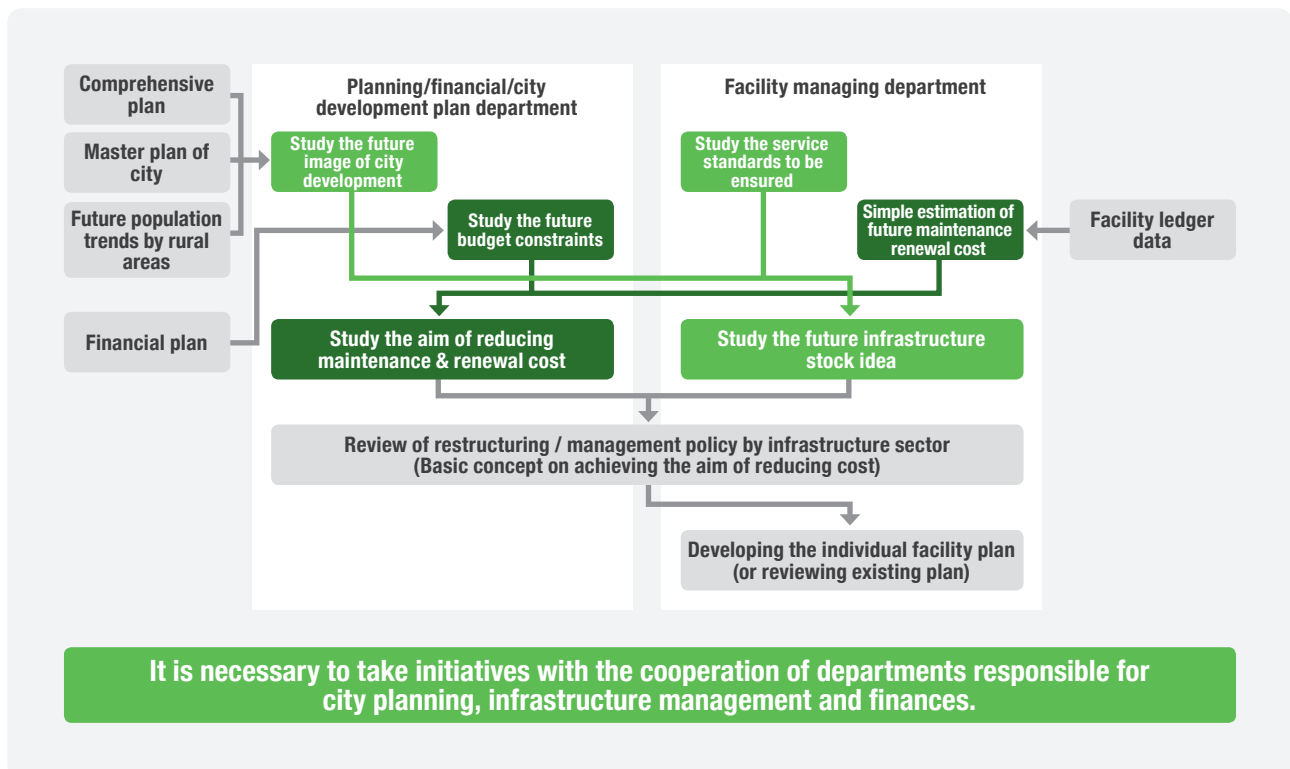 Comprehensive
plan
Master plan of
city
Future population
trends by rural
areas
Financial plan
Planning/financial/city
development plan department
Study the future
image of city
development
Study the future
budget constraints
Study the aim of reducing
maintenance & renewal cost
Facility managing department
Study the service
standards to be
ensured
Simple estimation of
future maintenance
renewal cost
Facility ledger
data
Study the future infrastructure
stock idea
Review of restructuring / management policy by infrastructure sector
(Basic concept on achieving the aim of reducing cost)
Developing the individual facility plan
(or reviewing existing plan)
It is necessary to take initiatives with the cooperation of departments responsible for
city planning, infrastructure management and finances.